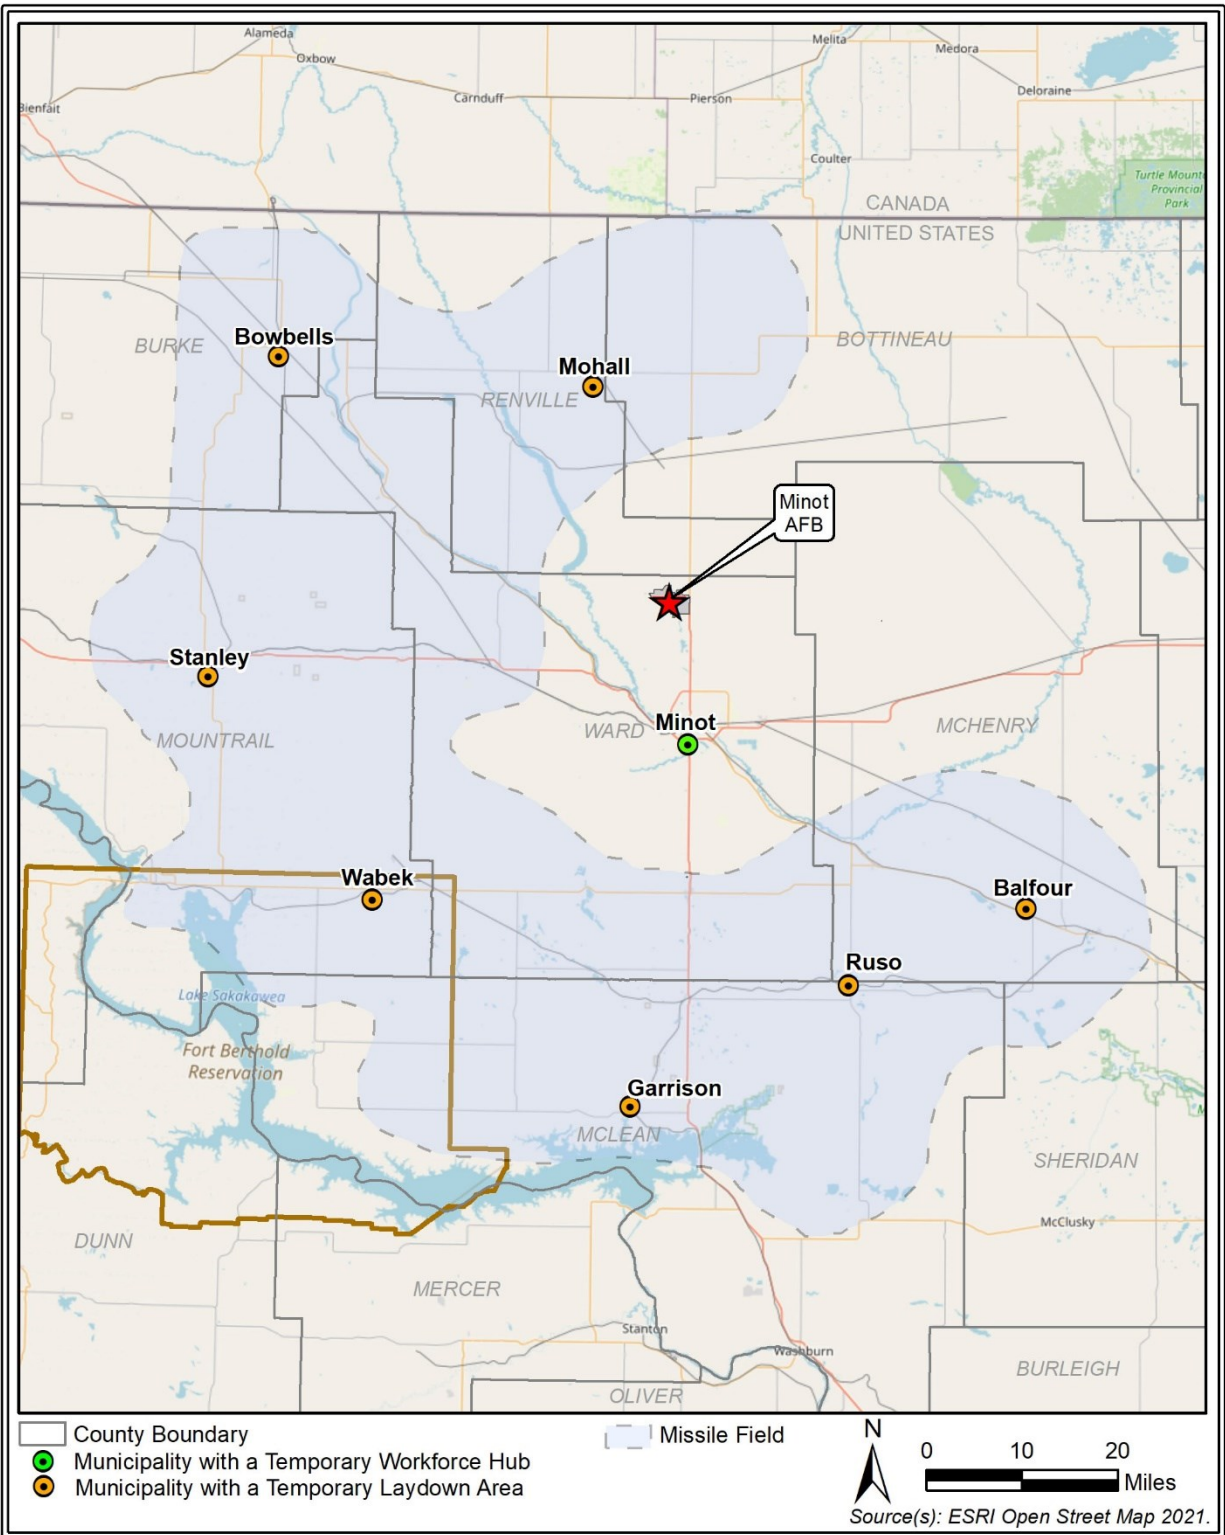 Alameda
Oxbow
Melita
Medora
Bienfait
Carnduff
Pierson
Deloraine
Coulter
Turtle Mount
Provincial
Park
CANADA
UNITED STATES
BURKE
Bowbells
BOTTINEAU
Mohall
RENVILLE
Minot
AFB
Stanley
MOUNTRAIL
WARD
Minot
MCHENRY
Wabek
Balfour
Ruso
Lake Sakakawea
Fort Berthold
Reservation
Garrison
MCLEAN
SHERIDAN
DUNN
McClusky
MERCER
Stanton
Washburn
BURLEIGH
OLIVER
County Boundary
Municipality with a Temporary Workforce Hub
Municipality with a Temporary Laydown Area
Missile Field
N
0 10 20
Miles
Source(s): ESRI Open Street Map 2021.